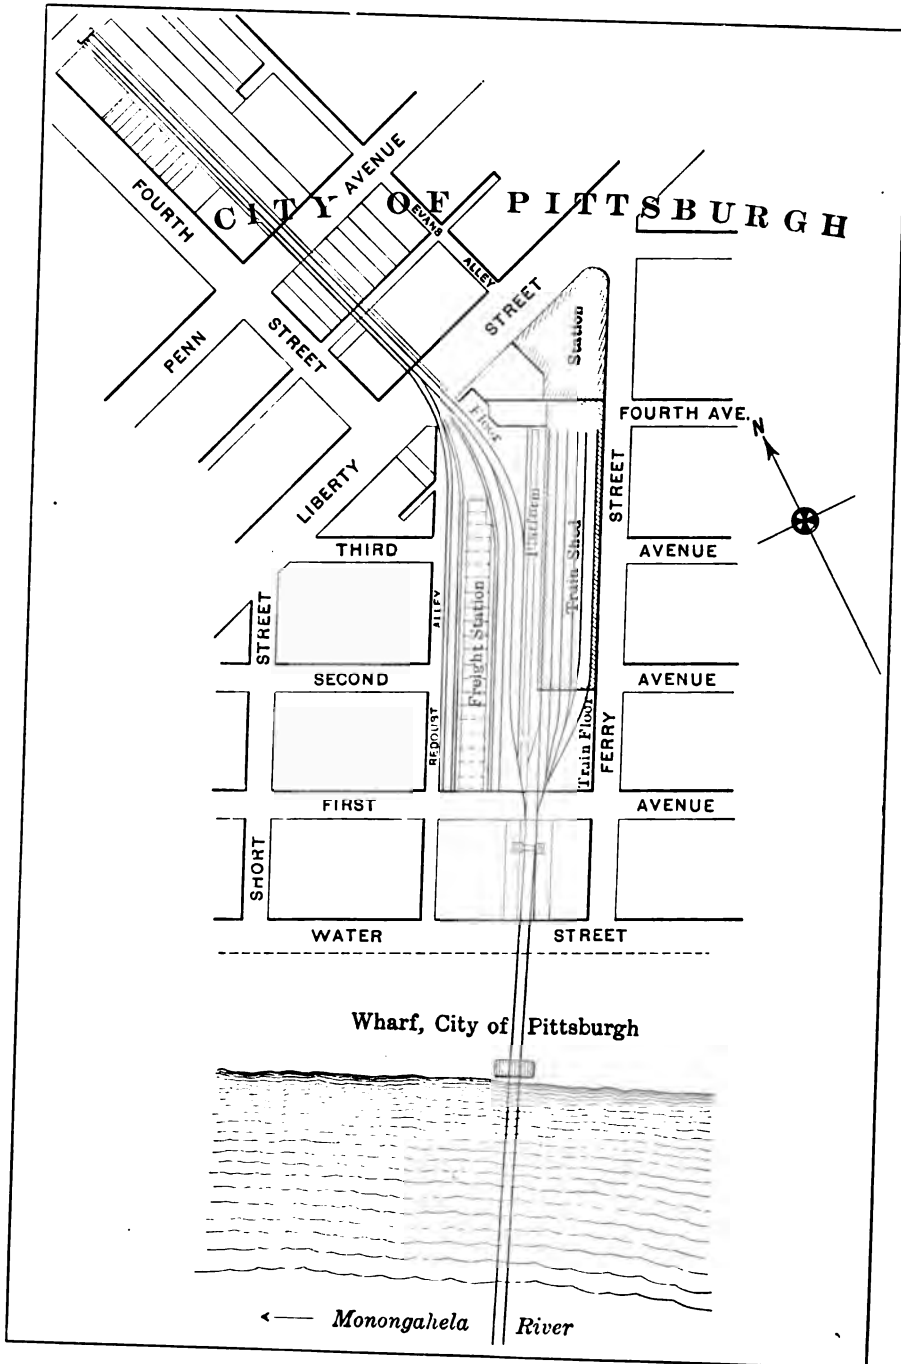 CITY OF PITTSBURGH
AVENUE
FOURTH
EVANS
ALLEY
STREET
STREET
PENN
Station
FOURTH AVE.
N
Floor
STREET
LIBERTY
Platform
Train Shed
THIRD
AVENUE
ALLEY
STREET
Freight Station
SECOND
AVENUE
REDOUBT
Train Floor
FERRY
FIRST
AVENUE
SHORT
WATER
STREET
Wharf, City of Pittsburgh
Monongahela River